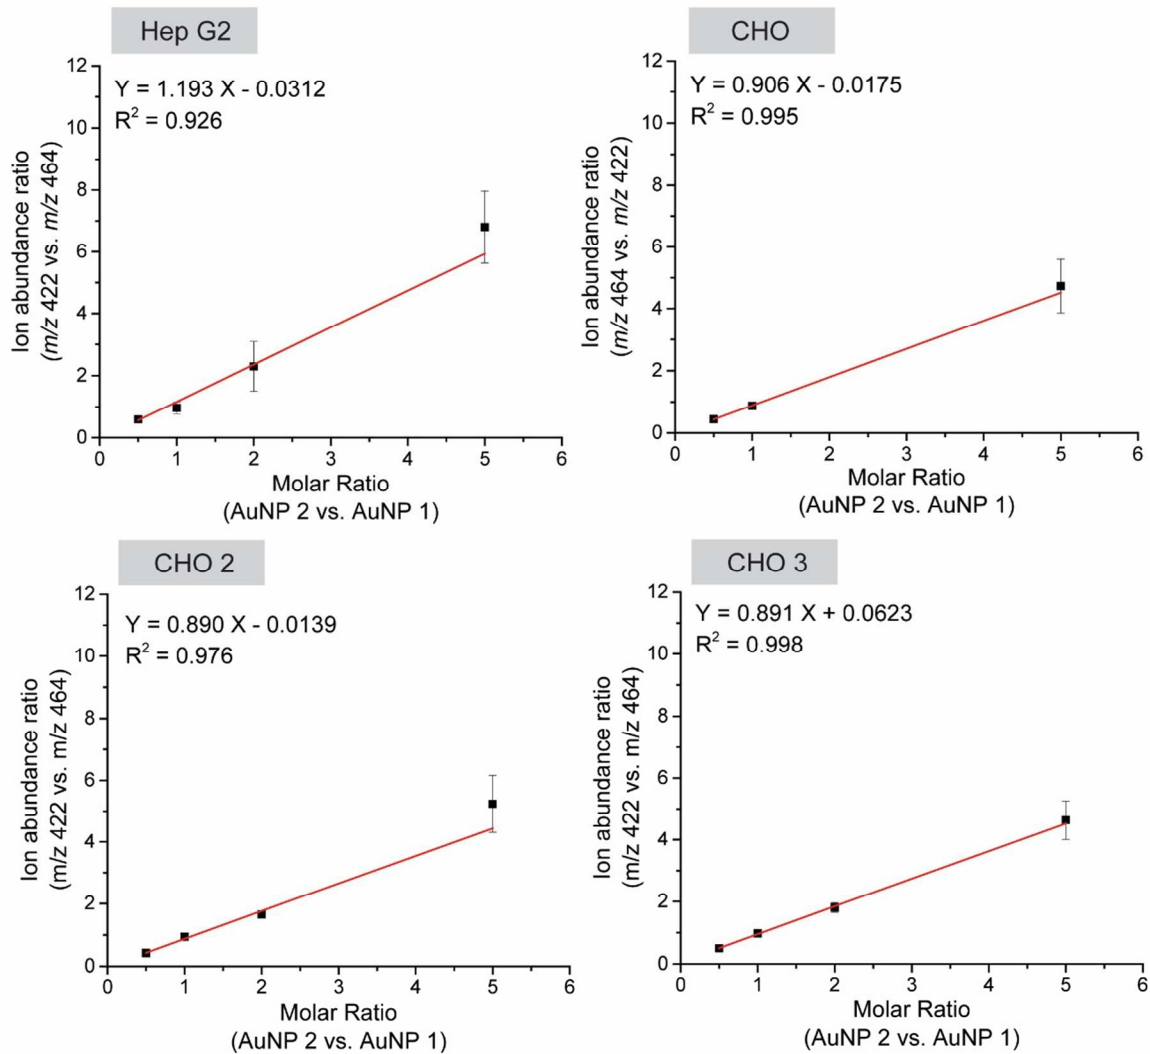 Hep G2
Y = 1.193 X - 0.0312
R² = 0.926
Ion abundance ratio
(m/z 422 vs. m/z 464)
12
10
8
6
4
2
0
0 1 2 3 4 5 6
Molar Ratio
(AuNP 2 vs. AuNP 1)
CHO
Y = 0.906 X - 0.0175
R² = 0.995
Ion abundance ratio
(m/z 464 vs. m/z 422)
12
10
8
6
4
2
0
0 1 2 3 4 5 6
Molar Ratio
(AuNP 2 vs. AuNP 1)
CHO 2
Y = 0.890 X - 0.0139
R² = 0.976
Ion abundance ratio
(m/z 422 vs. m/z 464)
12
10
8
6
4
2
0
0 1 2 3 4 5 6
Molar Ratio
(AuNP 2 vs. AuNP 1)
CHO 3
Y = 0.891 X + 0.0623
R² = 0.998
Ion abundance ratio
(m/z 422 vs. m/z 464)
12
10
8
6
4
2
0
0 1 2 3 4 5 6
Molar Ratio
(AuNP 2 vs. AuNP 1)